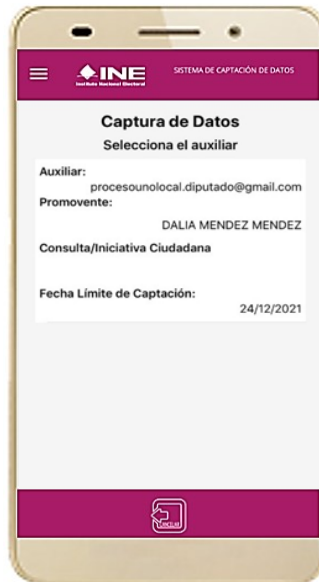 INE
Instituto Nacional Electoral
SISTEMA DE CAPTACIÓN DE DATOS
Captura de Datos
Selecciona el auxiliar
Auxiliar:
procesounolocal.diputado@gmail.com
Promovente:
DALIA MENDEZ MENDEZ
Consulta/Iniciativa Ciudadana
Fecha Límite de Captación:
24/12/2021
CANCELAR